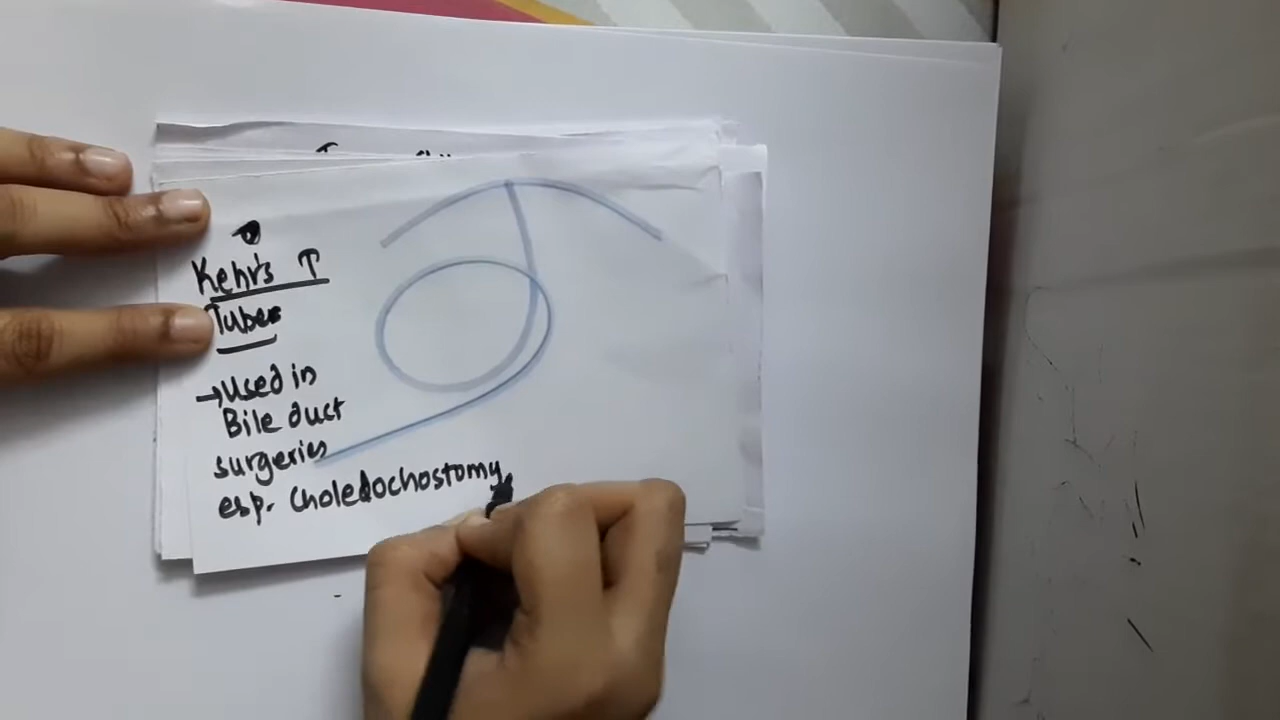 Kehr's T
Tube
→Used in
Bile duct
surgeries
esp. Choledochostomy